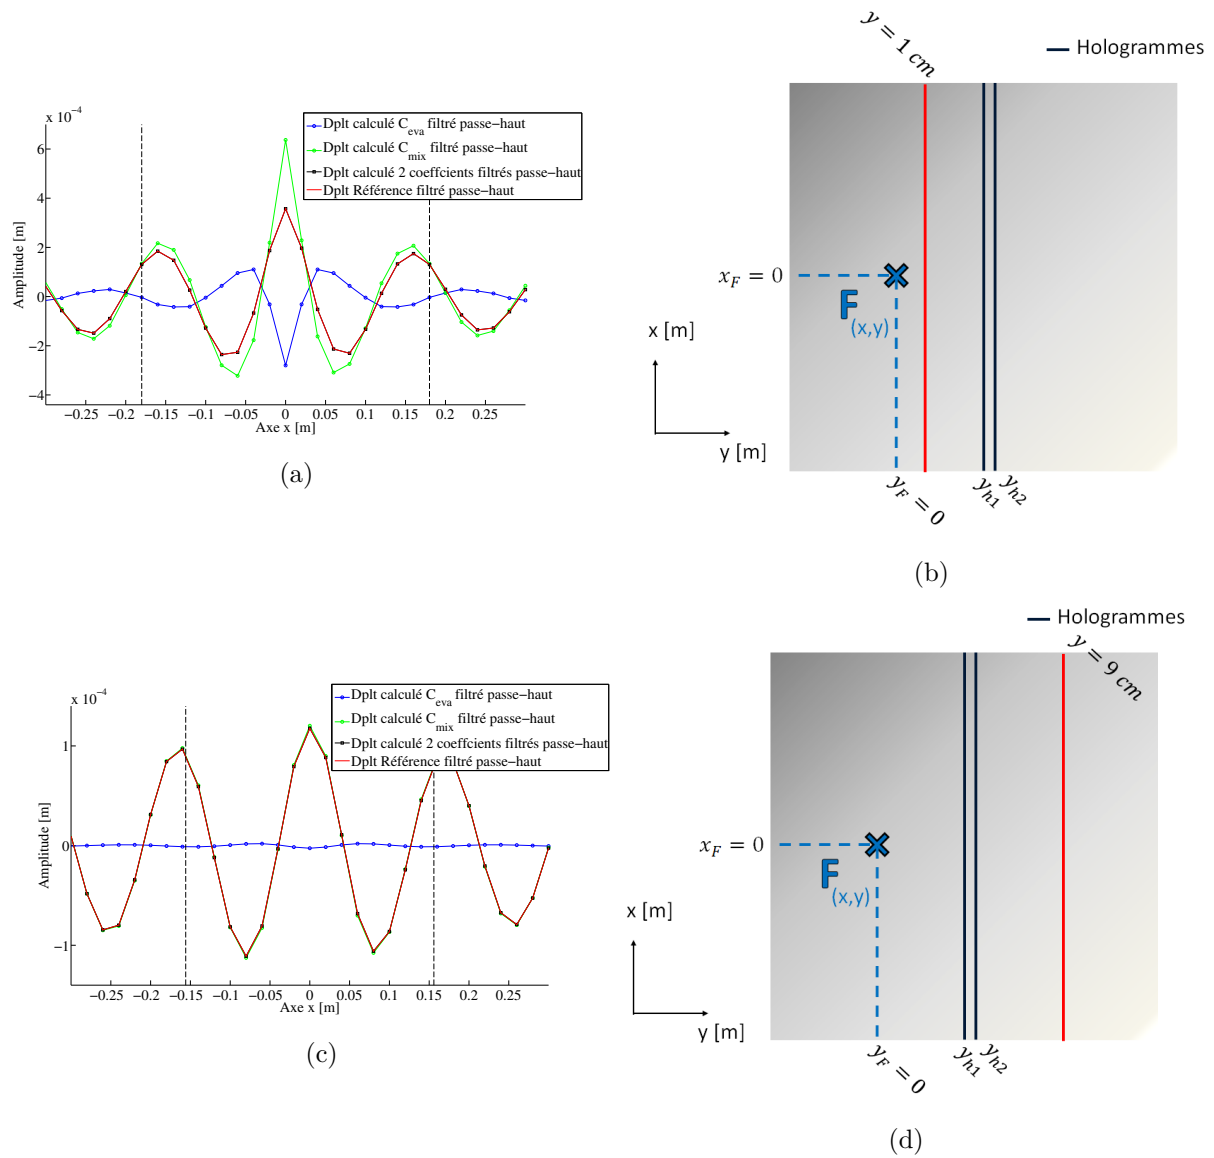 x 10⁻⁴
6
4
2
0
−2
−4
Amplitude [m]
−0.25 −0.2 −0.15 −0.1 −0.05 0 0.05 0.1 0.15 0.2 0.25
Axe x [m]
Dplt calculé C_eva filtré passe−haut
Dplt calculé C_mix filtré passe−haut
Dplt calculé 2 coeffcients filtrés passe−haut
Dplt Référence filtré passe−haut
(a)
y = 1 cm
Hologrammes
x_F = 0
F(x,y)
x [m]
y [m]
y_F = 0
y_h1
y_h2
(b)
x 10⁻⁴
1
0
−1
Amplitude [m]
−0.25 −0.2 −0.15 −0.1 −0.05 0 0.05 0.1 0.15 0.2 0.25
Axe x [m]
Dplt calculé C_eva filtré passe−haut
Dplt calculé C_mix filtré passe−haut
Dplt calculé 2 coeffcients filtrés passe−haut
Dplt Référence filtré passe−haut
(c)
Hologrammes
y = 9 cm
x_F = 0
F(x,y)
x [m]
y [m]
y_F = 0
y_h1
y_h2
(d)